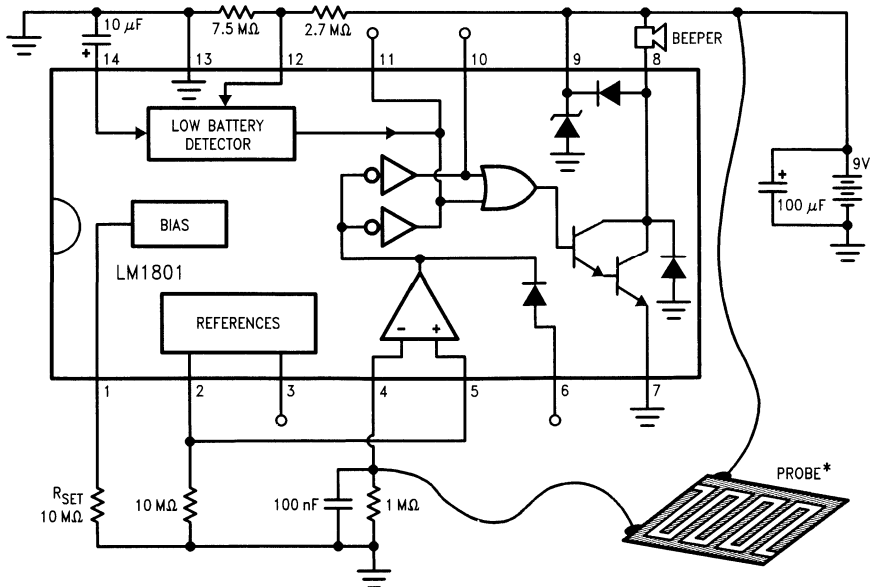 10 μF
7.5 MΩ
2.7 MΩ
BEEPER
+
14
13
12
11
10
9
8
LOW BATTERY
DETECTOR
9V
+
100 μF
BIAS
LM1801
REFERENCES
- +
1
2
3
4
5
6
7
RSET
10 MΩ
10 MΩ
100 nF
1 MΩ
PROBE*